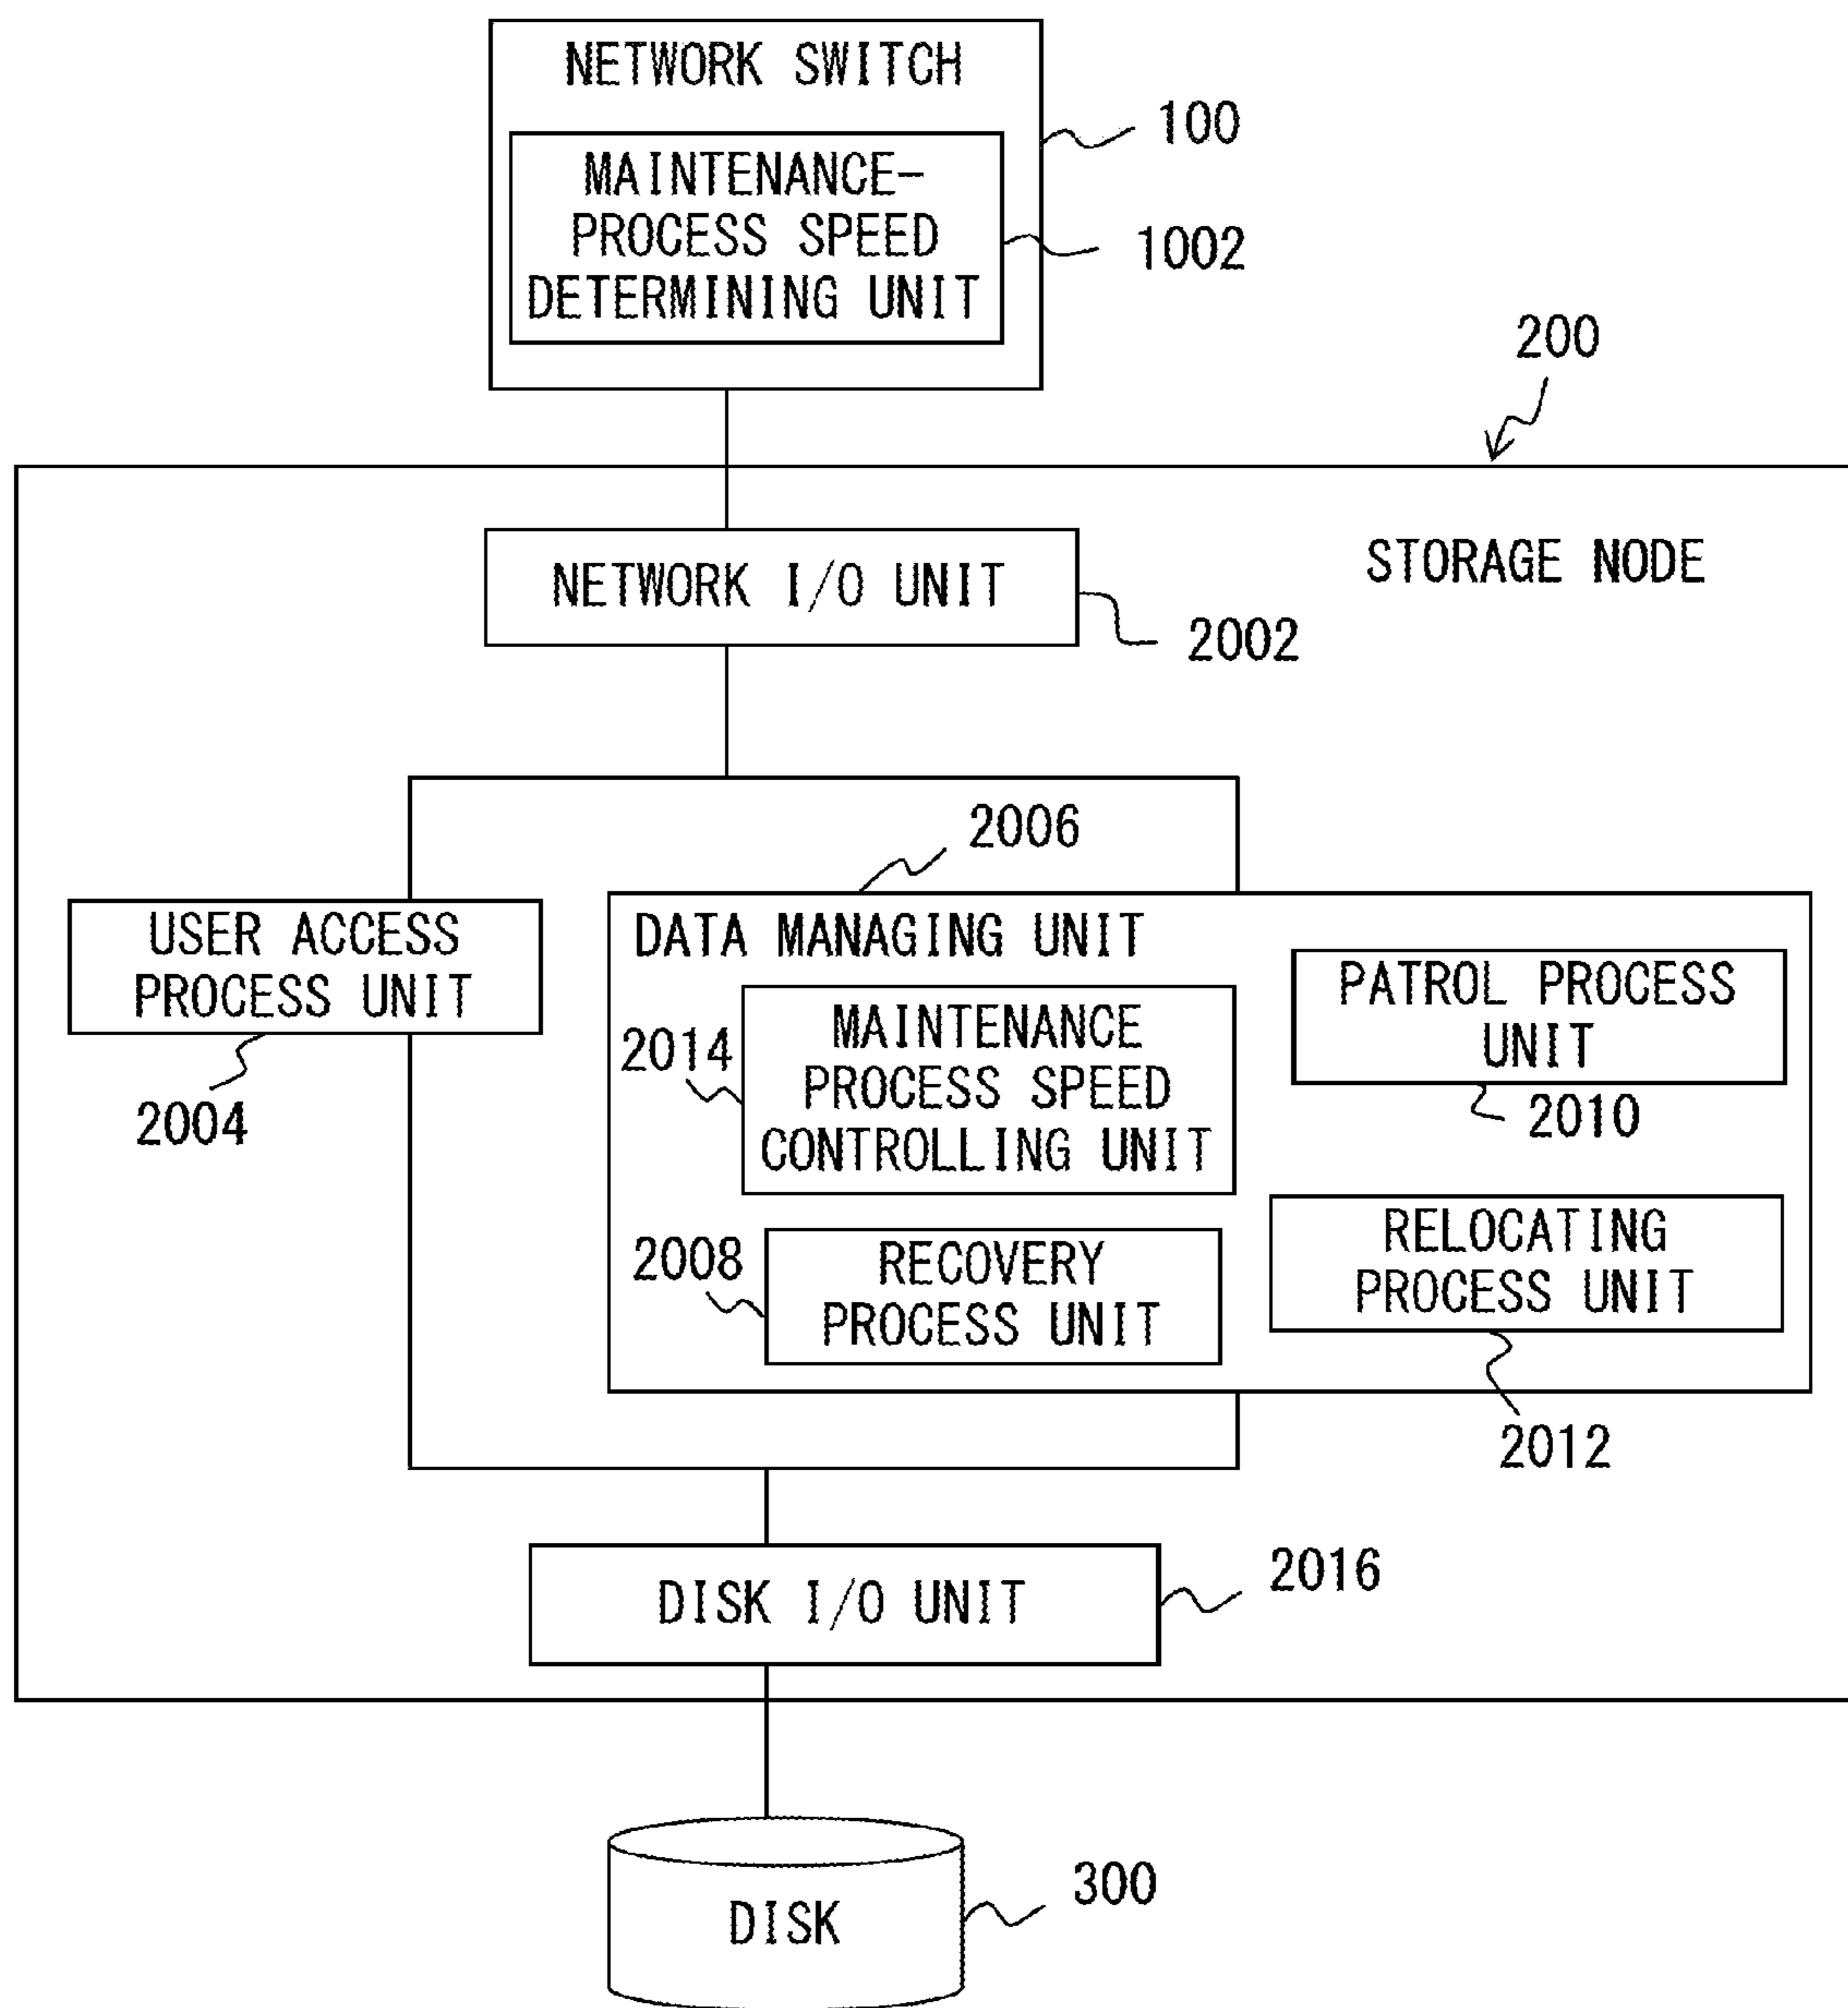 NETWORK SWITCH
100
MAINTENANCE-
PROCESS SPEED
DETERMINING UNIT
1002
200
STORAGE NODE
NETWORK I/O UNIT
2002
2006
USER ACCESS
PROCESS UNIT
2004
DATA MANAGING UNIT
2014
MAINTENANCE
PROCESS SPEED
CONTROLLING UNIT
PATROL PROCESS
UNIT
2010
2008
RECOVERY
PROCESS UNIT
RELOCATING
PROCESS UNIT
2012
DISK I/O UNIT
2016
DISK
300